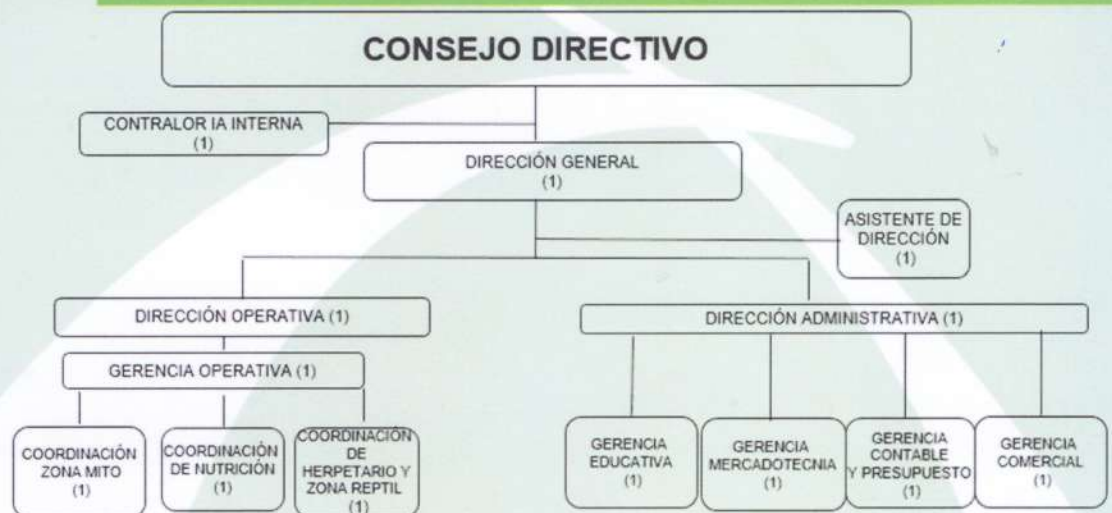 CONSEJO DIRECTIVO
CONTRALOR IA INTERNA
(1)
DIRECCIÓN GENERAL
(1)
ASISTENTE DE
DIRECCIÓN
(1)
DIRECCIÓN OPERATIVA (1)
DIRECCIÓN ADMINISTRATIVA (1)
GERENCIA OPERATIVA (1)
COORDINACIÓN
ZONA MITO
(1)
COORDINACIÓN
DE NUTRICIÓN
(1)
COORDINACIÓN
DE
HERPETARIO Y
ZONA REPTIL
(1)
GERENCIA
EDUCATIVA
(1)
GERENCIA
MERCADOTECNIA
(1)
GERENCIA
CONTABLE
Y PRESUPUESTO
(1)
GERENCIA
COMERCIAL
(1)